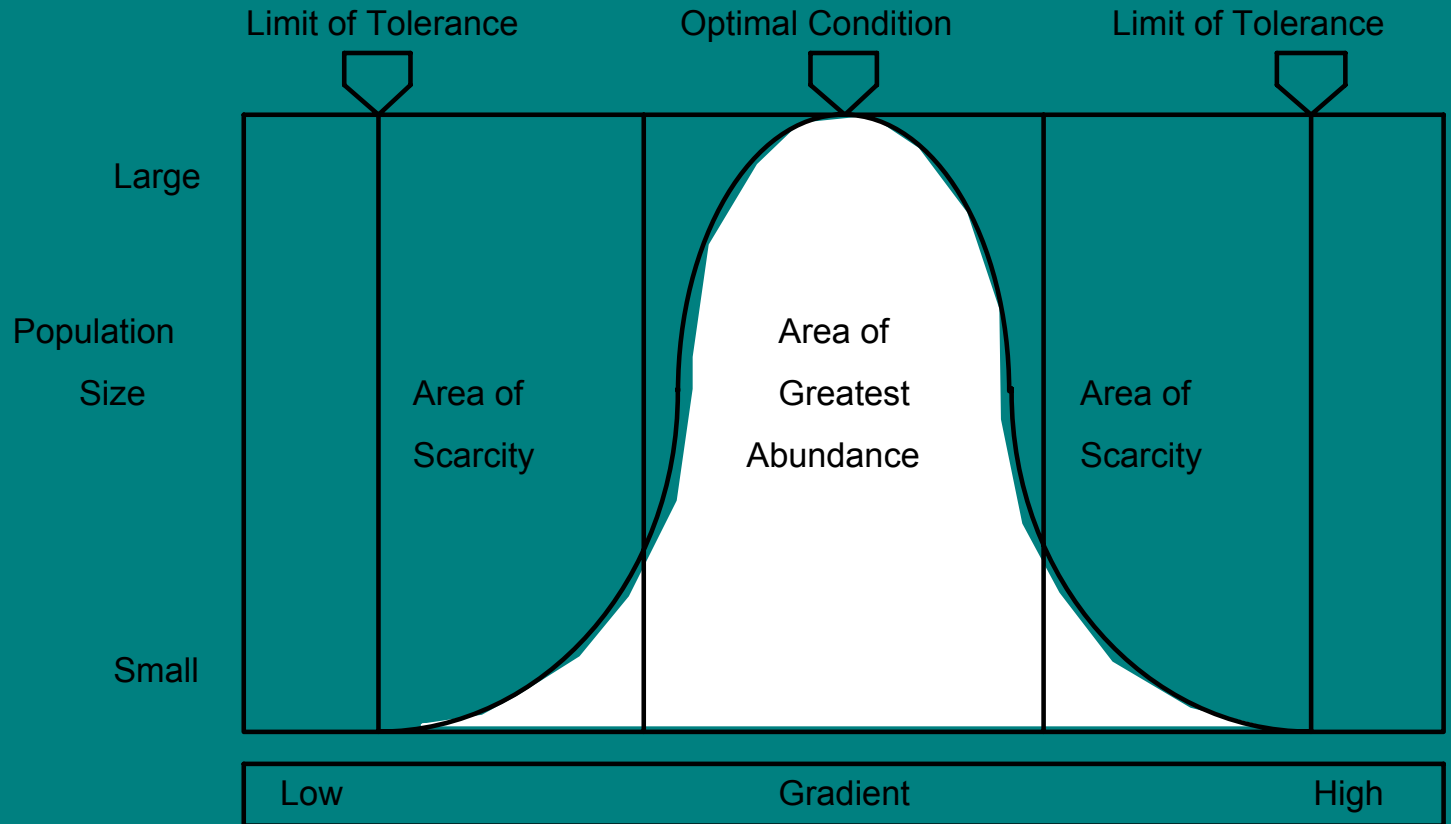 Limit of Tolerance
Optimal Condition
Limit of Tolerance
Large
Population
Size
Small
Area of
Scarcity
Area of
Greatest
Abundance
Area of
Scarcity
Low
Gradient
High